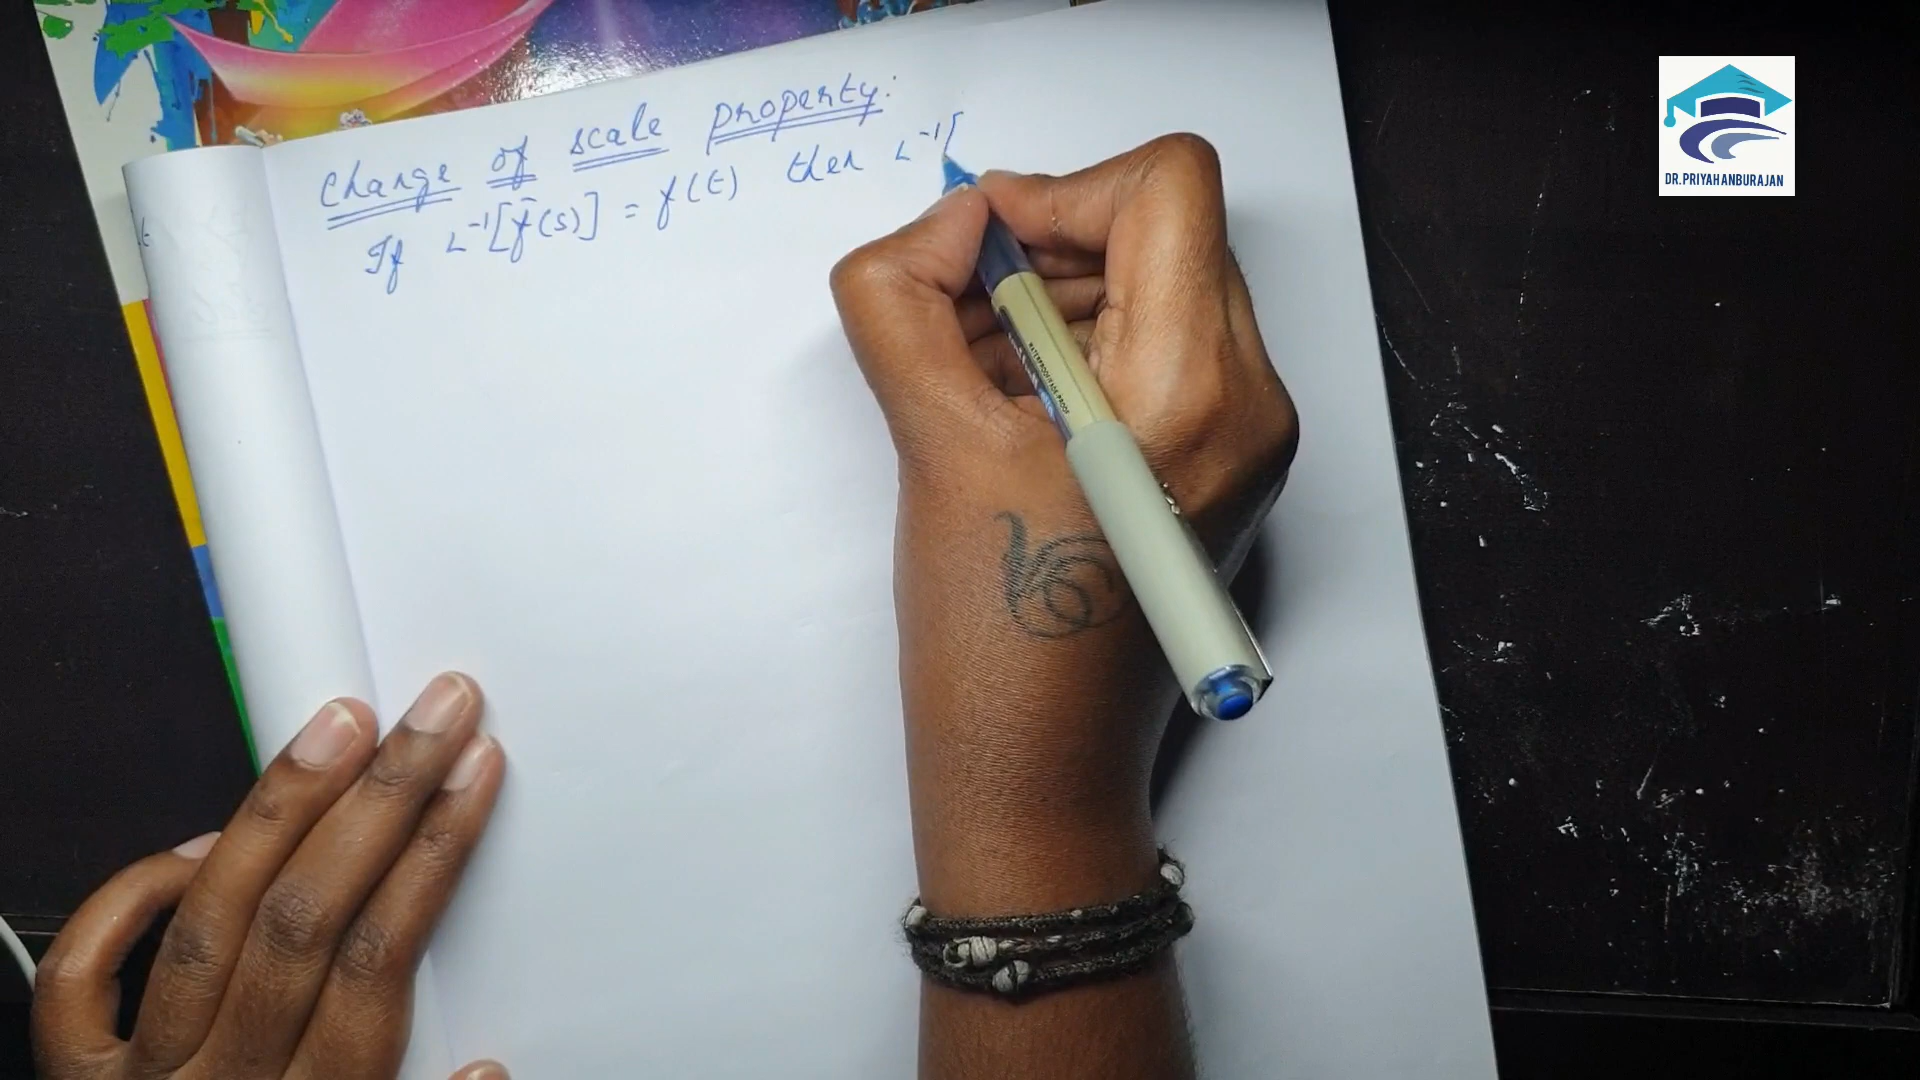 Change of scale property:
If L⁻¹[f̄(s)] = f(t) then L⁻¹[
DR.PRIYAHANBURAJAN